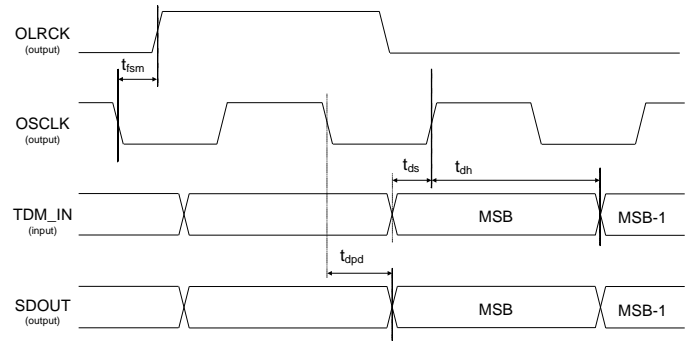 OLRCK
(output)
tfsm
OSCLK
(output)
tds
tdh
TDM_IN
(input)
MSB
MSB-1
tdpd
SDOUT
(output)
MSB
MSB-1